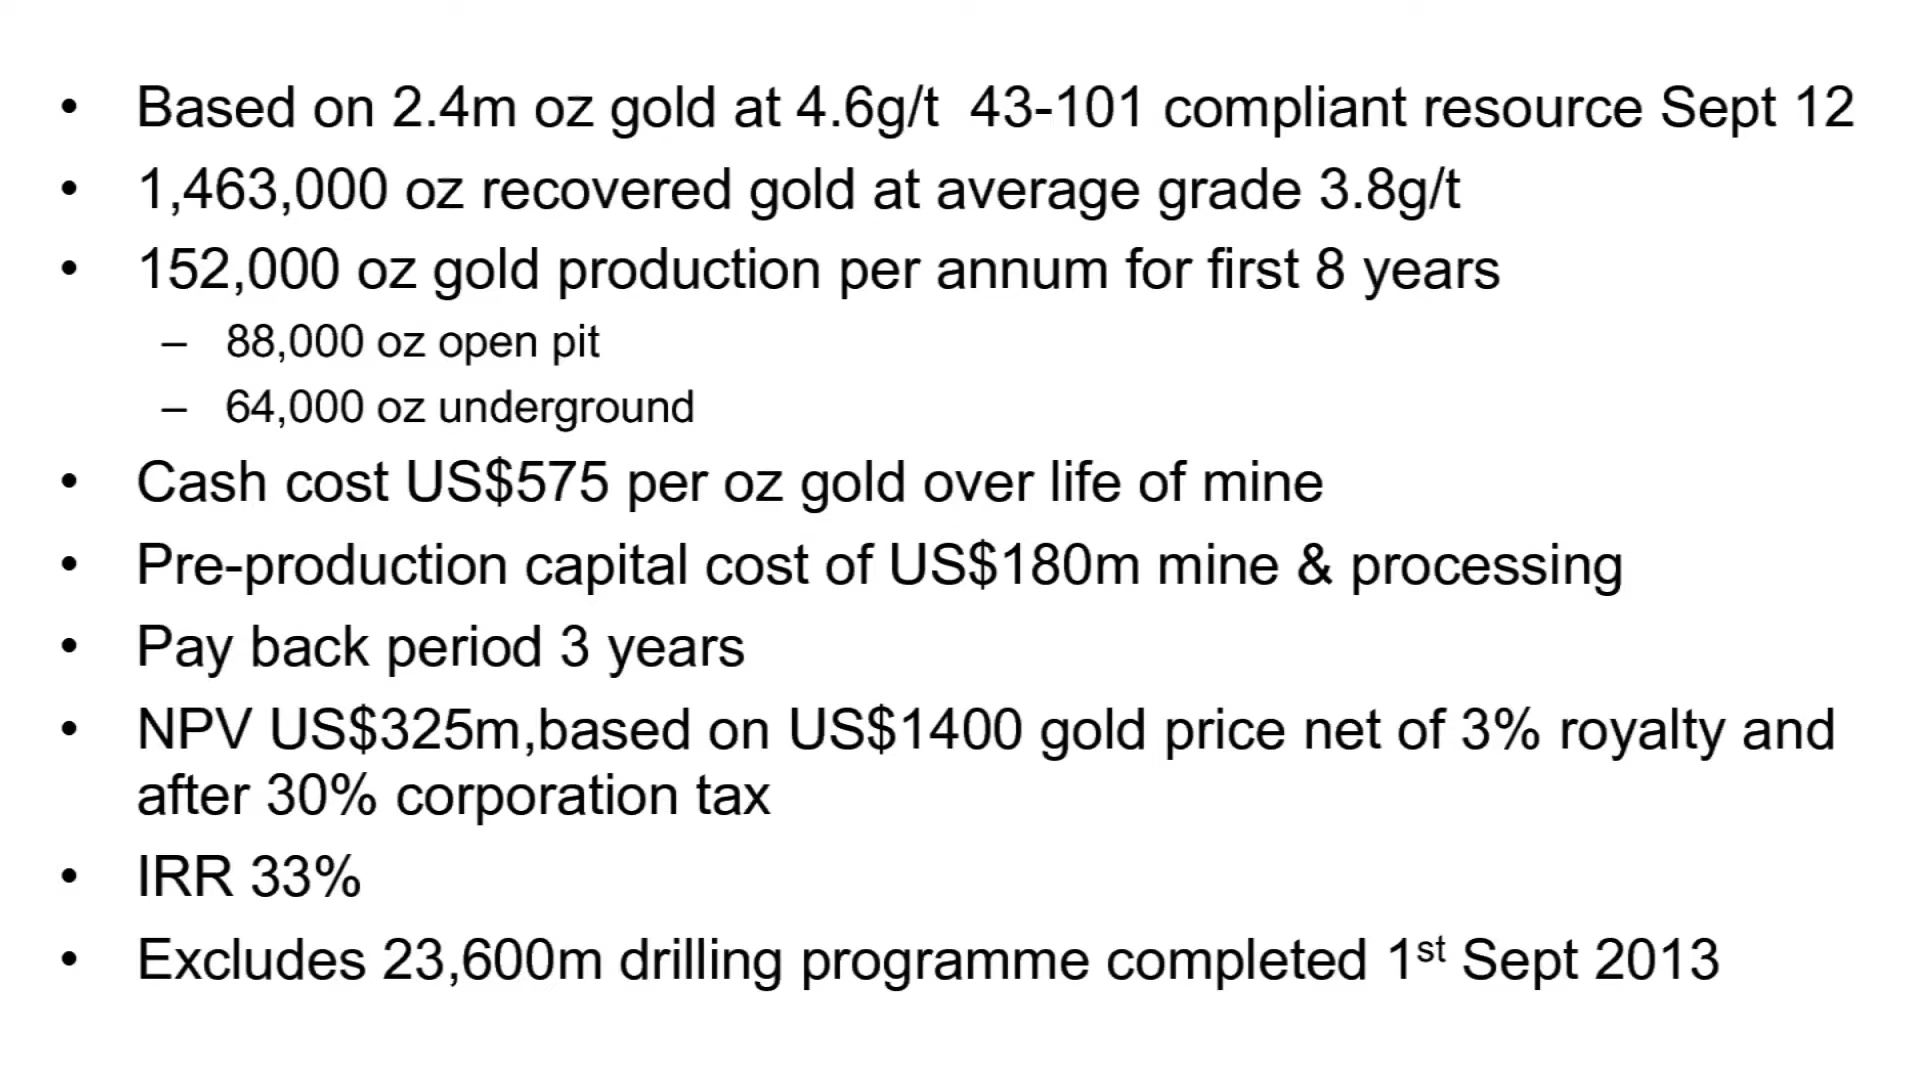 • Based on 2.4m oz gold at 4.6g/t  43-101 compliant resource Sept 12
• 1,463,000 oz recovered gold at average grade 3.8g/t
• 152,000 oz gold production per annum for first 8 years
– 88,000 oz open pit
– 64,000 oz underground
• Cash cost US$575 per oz gold over life of mine
• Pre-production capital cost of US$180m mine & processing
• Pay back period 3 years
• NPV US$325m,based on US$1400 gold price net of 3% royalty and
after 30% corporation tax
• IRR 33%
• Excludes 23,600m drilling programme completed 1st Sept 2013